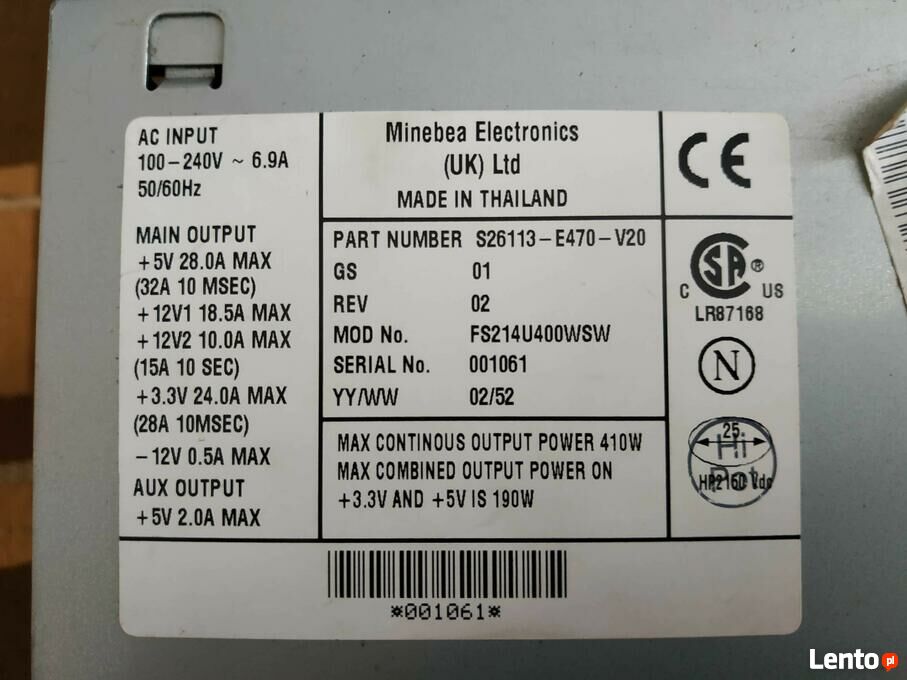 AC INPUT
100-240V ~ 6.9A
50/60Hz
MAIN OUTPUT
+5V 28.0A MAX
(32A 10 MSEC)
+12V1 18.5A MAX
+12V2 10.0A MAX
(15A 10 SEC)
+3.3V 24.0A MAX
(28A 10MSEC)
-12V 0.5A MAX
AUX OUTPUT
+5V 2.0A MAX
Minebea Electronics
(UK) Ltd
MADE IN THAILAND
PART NUMBER S26113-E470-V20
GS 01
REV 02
MOD No. FS214U400WSW
SERIAL No. 001061
YY/WW 02/52
MAX CONTINOUS OUTPUT POWER 410W
MAX COMBINED OUTPUT POWER ON
+3.3V AND +5V IS 190W
CE
CSA®
C US
LR87168
N
25
Hi
Pot
*001061*
Lento.pl